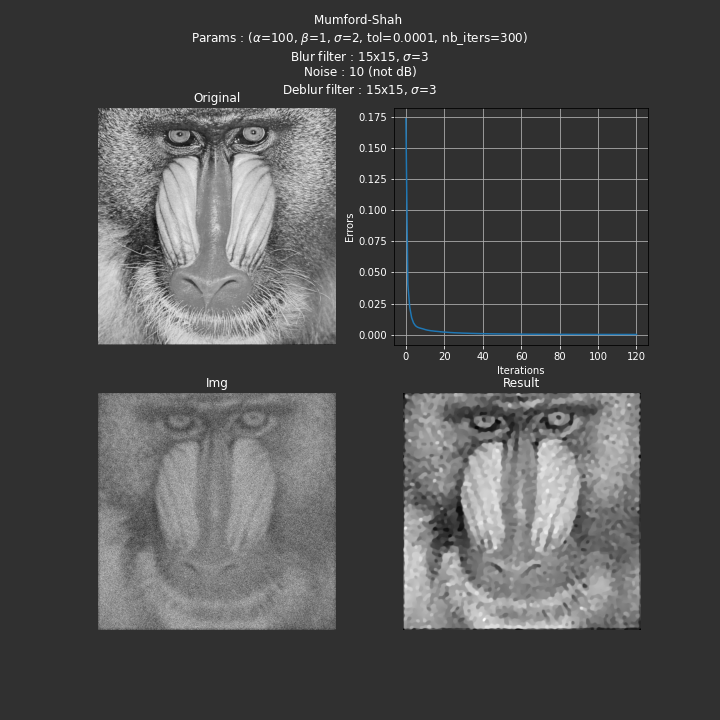 Mumford-Shah
Params : (α=100, β=1, σ=2, tol=0.0001, nb_iters=300)
Blur filter : 15x15, σ=3
Noise : 10 (not dB)
Deblur filter : 15x15, σ=3
Original
0.175
0.150
0.125
0.100
0.075
0.050
0.025
0.000
Errors
0 20 40 60 80 100 120
Iterations
Img
Result